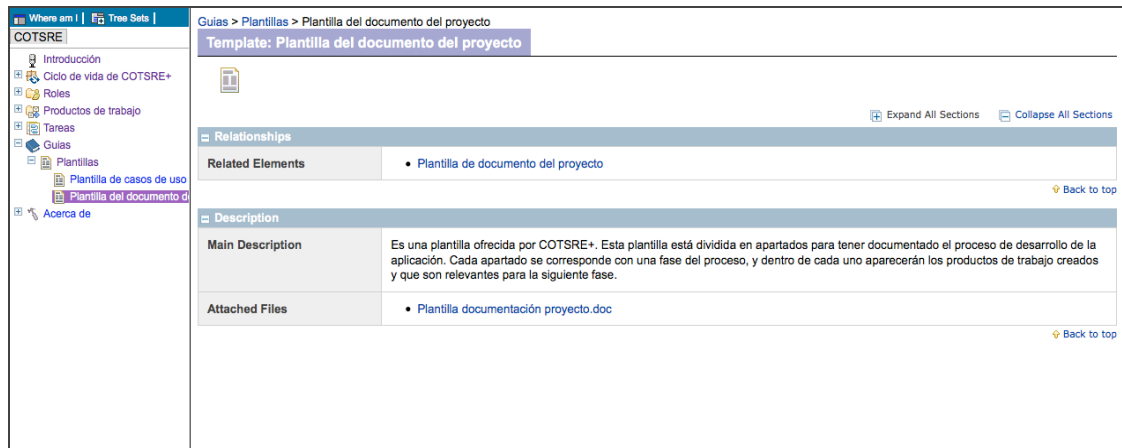 Where am I | Tree Sets |
COTSRE
Introducción
Ciclo de vida de COTSRE+
Roles
Productos de trabajo
Tareas
Guias
Plantillas
Plantilla de casos de uso
Plantilla del documento d
Acerca de
Guias > Plantillas > Plantilla del documento del proyecto
Template: Plantilla del documento del proyecto
Expand All Sections Collapse All Sections
Relationships
Related Elements
• Plantilla de documento del proyecto
Back to top
Description
Main Description
Es una plantilla ofrecida por COTSRE+. Esta plantilla está dividida en apartados para tener documentado el proceso de desarrollo de la
aplicación. Cada apartado se corresponde con una fase del proceso, y dentro de cada uno aparecerán los productos de trabajo creados
y que son relevantes para la siguiente fase.
Attached Files
• Plantilla documentación proyecto.doc
Back to top